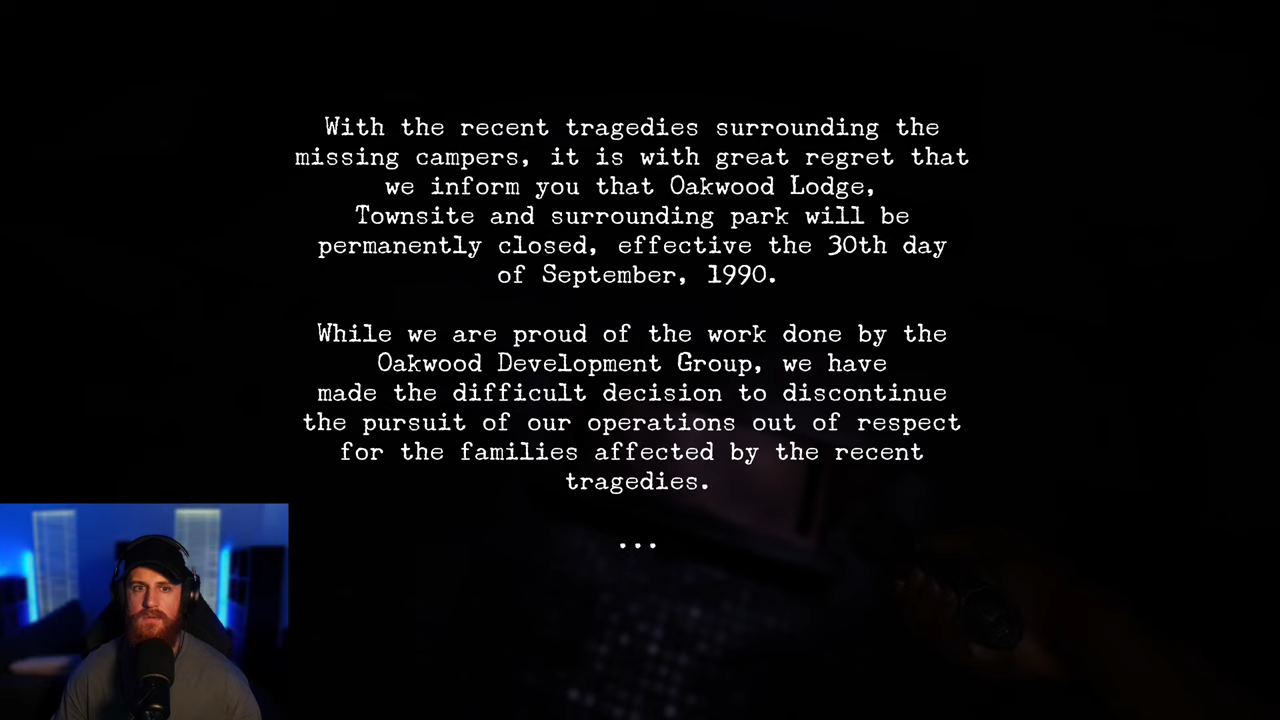 With the recent tragedies surrounding the
missing campers, it is with great regret that
we inform you that Oakwood Lodge,
Townsite and surrounding park will be
permanently closed, effective the 30th day
of September, 1990.
While we are proud of the work done by the
Oakwood Development Group, we have
made the difficult decision to discontinue
the pursuit of our operations out of respect
for the families affected by the recent
tragedies.
...